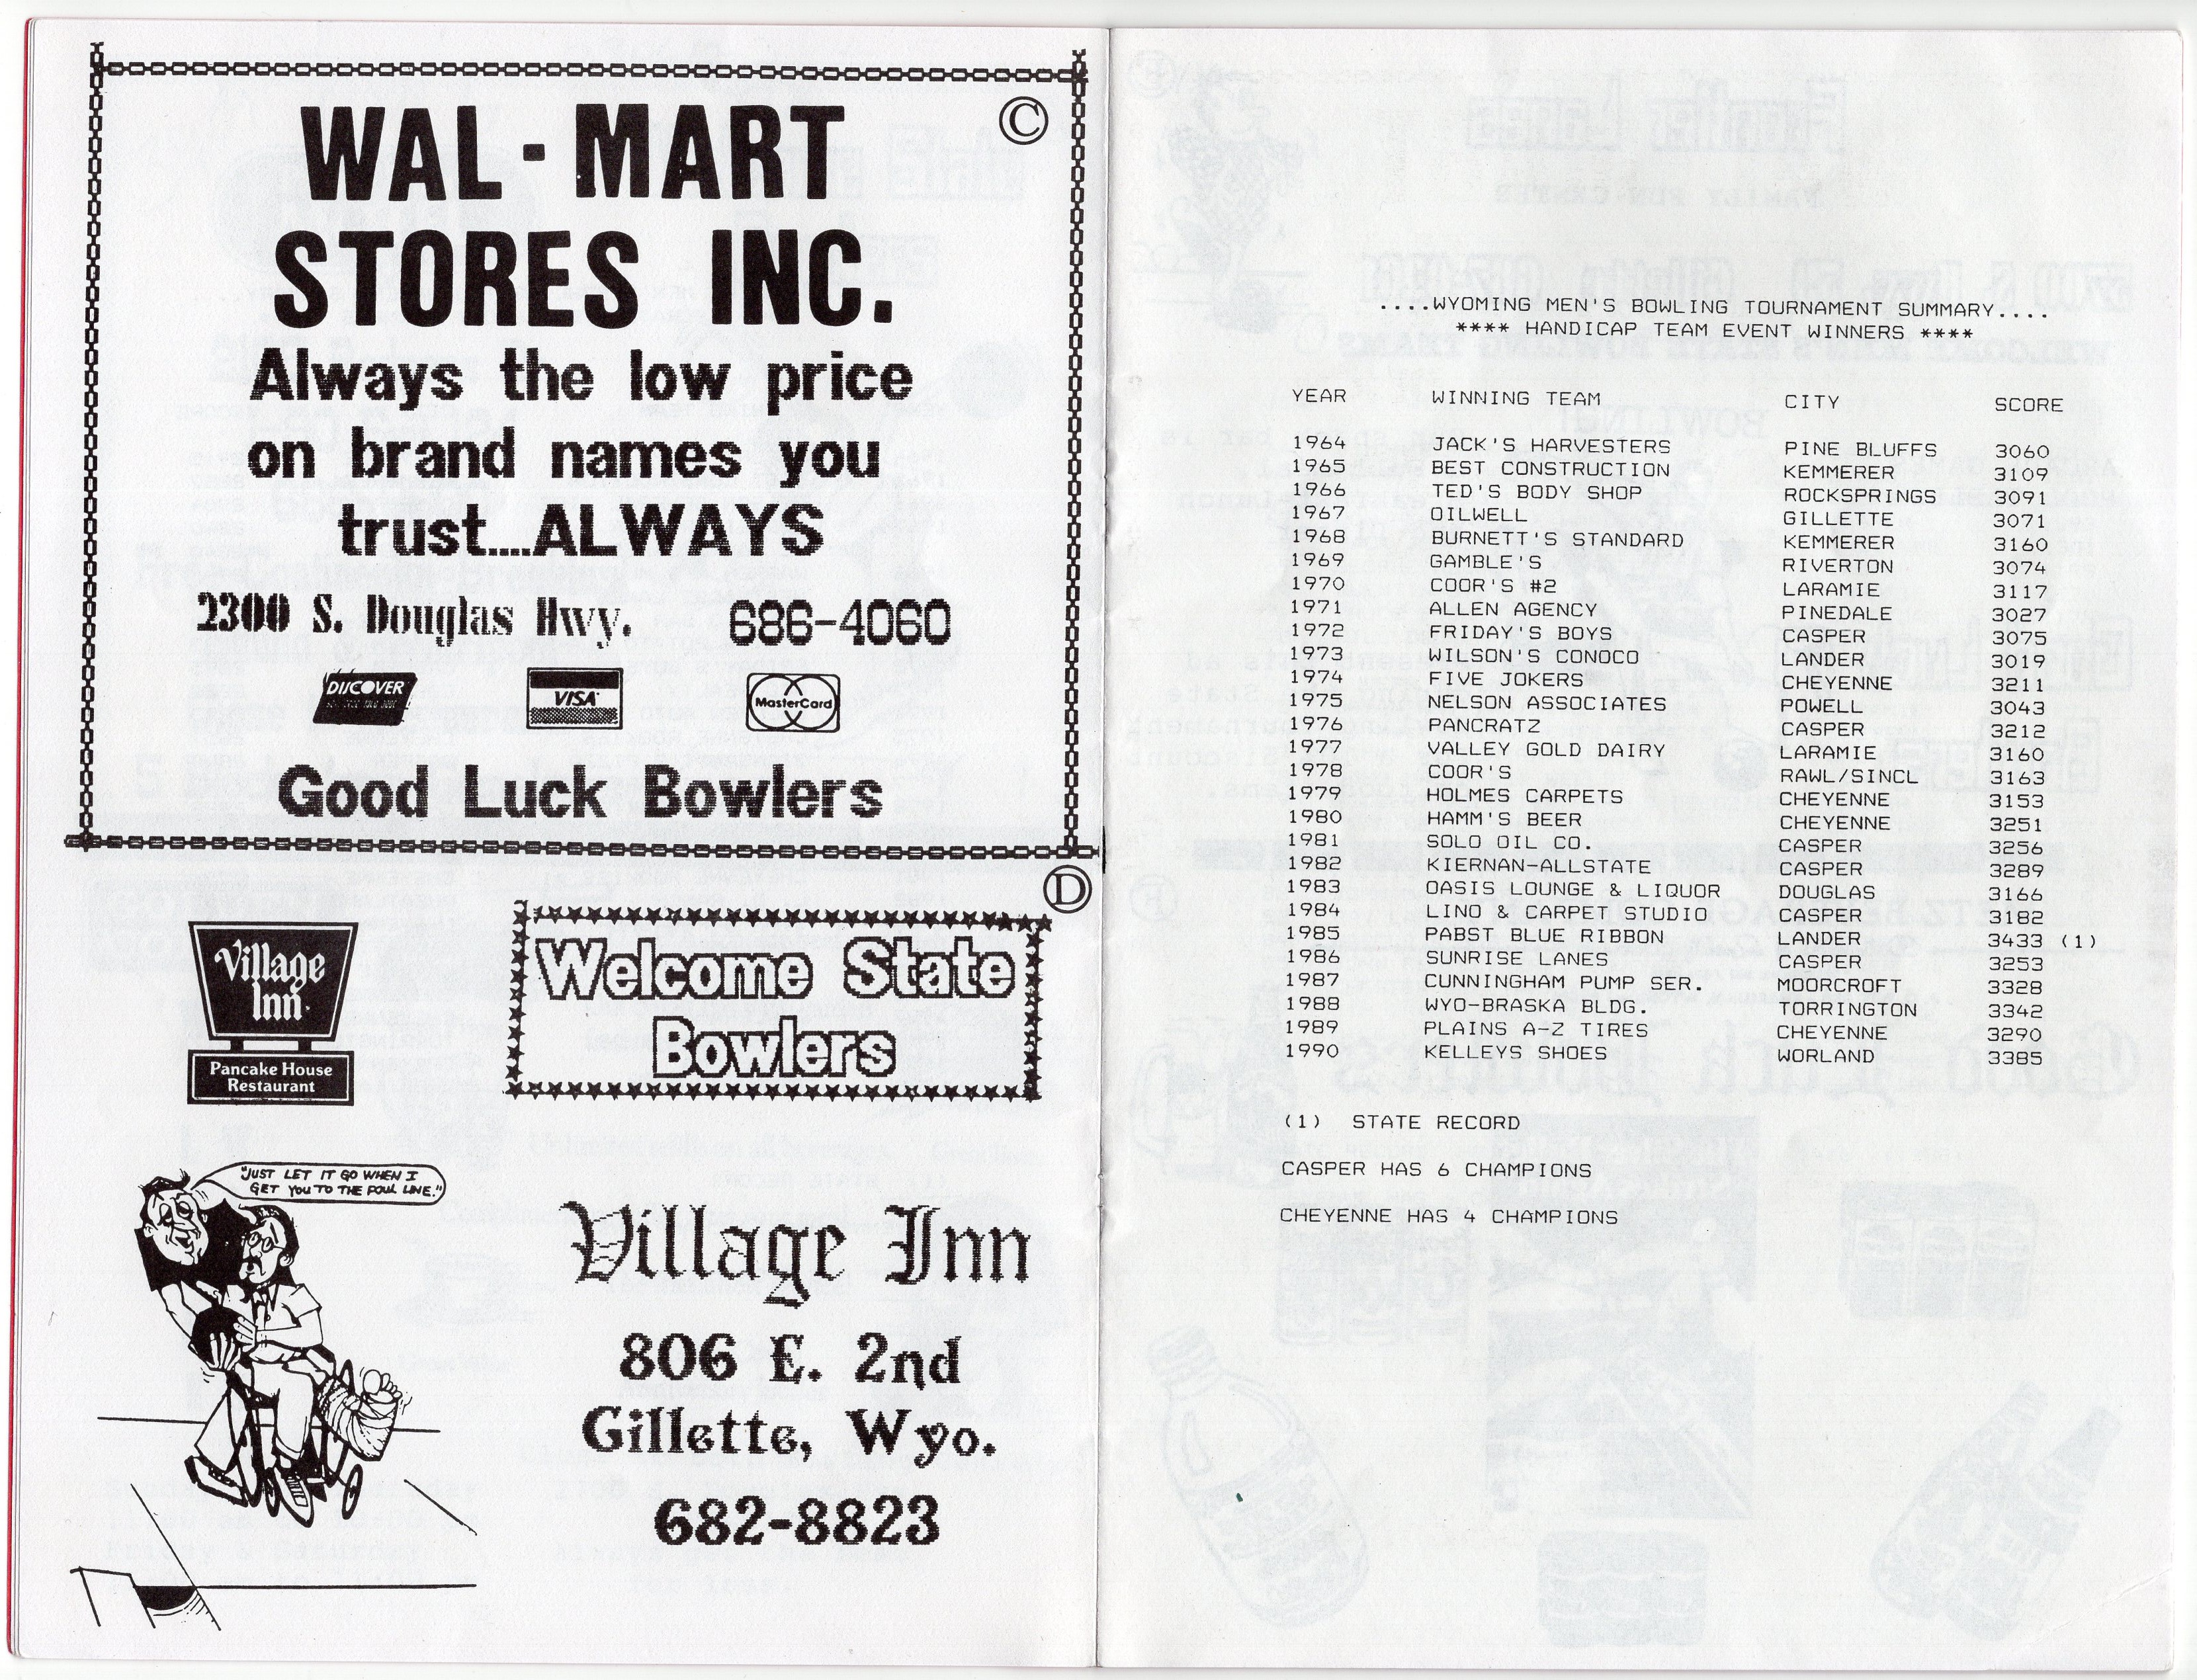 ©
WAL-MART
STORES INC.
Always the low price
on brand names you
trust....ALWAYS
2300 S. Douglas Hwy. 686-4060
DISCOVER VISA MasterCard
Good Luck Bowlers
Ⓓ
Village
Inn
Pancake House
Restaurant
Welcome State
Bowlers
"JUST LET IT GO WHEN I
GET YOU TO THE FOUL LINE."
Village Inn
806 E. 2nd
Gillette, Wyo.
682-8823
....WYOMING MEN'S BOWLING TOURNAMENT SUMMARY....
**** HANDICAP TEAM EVENT WINNERS ****
YEAR WINNING TEAM CITY SCORE
1964 JACK'S HARVESTERS PINE BLUFFS 3060
1965 BEST CONSTRUCTION KEMMERER 3109
1966 TED'S BODY SHOP ROCKSPRINGS 3091
1967 OILWELL GILLETTE 3071
1968 BURNETT'S STANDARD KEMMERER 3160
1969 GAMBLE'S RIVERTON 3074
1970 COOR'S #2 LARAMIE 3117
1971 ALLEN AGENCY PINEDALE 3027
1972 FRIDAY'S BOYS CASPER 3075
1973 WILSON'S CONOCO LANDER 3019
1974 FIVE JOKERS CHEYENNE 3211
1975 NELSON ASSOCIATES POWELL 3043
1976 PANCRATZ CASPER 3212
1977 VALLEY GOLD DAIRY LARAMIE 3160
1978 COOR'S RAWL/SINCL 3163
1979 HOLMES CARPETS CHEYENNE 3153
1980 HAMM'S BEER CHEYENNE 3251
1981 SOLO OIL CO. CASPER 3256
1982 KIERNAN-ALLSTATE CASPER 3289
1983 OASIS LOUNGE & LIQUOR DOUGLAS 3166
1984 LINO & CARPET STUDIO CASPER 3182
1985 PABST BLUE RIBBON LANDER 3433 (1)
1986 SUNRISE LANES CASPER 3253
1987 CUNNINGHAM PUMP SER. MOORCROFT 3328
1988 WYO-BRASKA BLDG. TORRINGTON 3342
1989 PLAINS A-Z TIRES CHEYENNE 3290
1990 KELLEYS SHOES WORLAND 3385
(1) STATE RECORD
CASPER HAS 6 CHAMPIONS
CHEYENNE HAS 4 CHAMPIONS